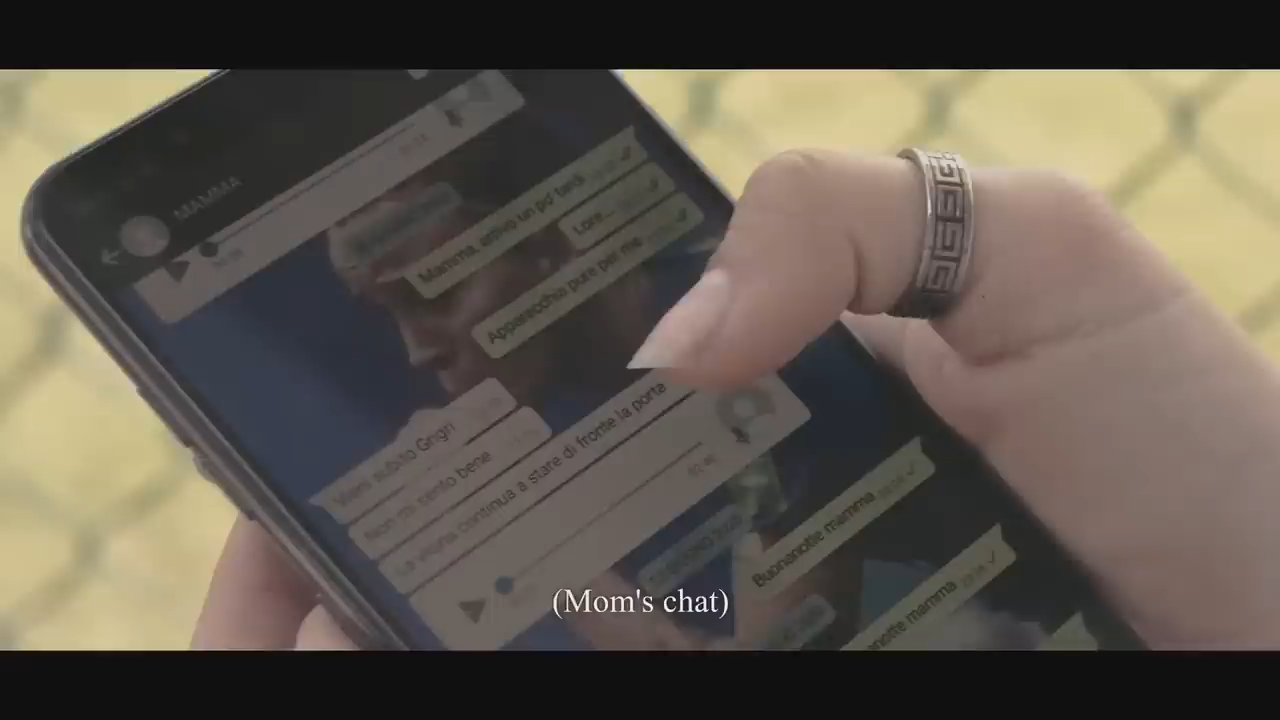 MAMMA
Mamma, arrivo un po' tardi
Lore...
Apparecchia pure per me
Vieni subito Grigri
Non mi sento bene
La vicina continua a stare di fronte la porta
Buonanotte mamma
Buonanotte mamma
(Mom's chat)